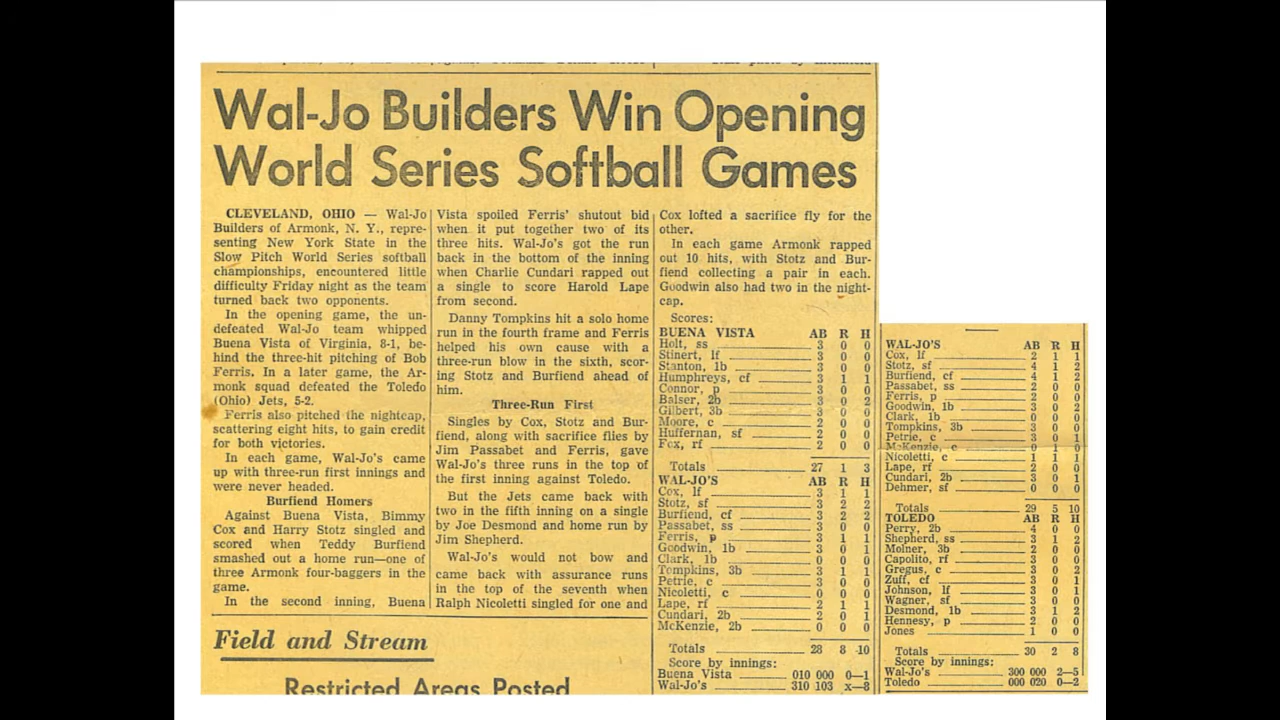 Wal-Jo Builders Win Opening
World Series Softball Games
CLEVELAND, OHIO — Wal-Jo
Builders of Armonk, N. Y., repre-
senting New York State in the
Slow Pitch World Series softball
championships, encountered little
difficulty Friday night as the team
turned back two opponents.
In the opening game, the un-
defeated Wal-Jo team whipped
Buena Vista of Virginia, 8-1, be-
hind the three-hit pitching of Bob
Ferris. In a later game, the Ar-
monk squad defeated the Toledo
(Ohio) Jets, 5-2.
Ferris also pitched the nightcap,
scattering eight hits, to gain credit
for both victories.
In each game, Wal-Jo's came
up with three-run first innings and
were never headed.
Burfiend Homers
Against Buena Vista, Bimmy
Cox and Harry Stotz singled and
scored when Teddy Burfiend
smashed out a home run—one of
three Armonk four-baggers in the
game.
In the second inning, Buena
Vista spoiled Ferris' shutout bid
when it put together two of its
three hits. Wal-Jo's got the run
back in the bottom of the inning
when Charlie Cundari rapped out
a single to score Harold Lape
from second.
Danny Tompkins hit a solo home
run in the fourth frame and Ferris
helped his own cause with a
three-run blow in the sixth, scor-
ing Stotz and Burfiend ahead of
him.
Three-Run First
Singles by Cox, Stotz and Bur-
fiend, along with sacrifice flies by
Jim Passabet and Ferris, gave
Wal-Jo's three runs in the top of
the first inning against Toledo.
But the Jets came back with
two in the fifth inning on a single
by Joe Desmond and home run by
Jim Shepherd.
Wal-Jo's would not bow and
came back with assurance runs
in the top of the seventh when
Ralph Nicoletti singled for one and
Cox lofted a sacrifice fly for the
other.
In each game Armonk rapped
out 10 hits, with Stotz and Bur-
fiend collecting a pair in each.
Goodwin also had two in the night-
cap.
Scores:
BUENA VISTA AB R H
Holt, ss 3 0 0
Stinert, lf 3 0 0
Stanton, 1b 3 0 0
Humphreys, cf 3 1 1
Connor, p 3 0 0
Balser, 2b 3 0 2
Gilbert, 3b 3 0 0
Moore, c 2 0 0
Huffernan, sf 2 0 0
Fox, rf 2 0 0
Totals 27 1 3
WAL-JO'S AB R H
Cox, lf 3 1 1
Stotz, sf 3 2 2
Burfiend, cf 3 2 2
Passabet, ss 3 0 0
Ferris, p 3 1 1
Goodwin, 1b 3 0 1
Clark, 1b 0 0 0
Tompkins, 3b 3 1 1
Petrie, c 3 0 0
Nicoletti, c 0 0 0
Lape, rf 2 1 1
Cundari, 2b 2 0 1
McKenzie, 2b 0 0 0
Totals 28 8 10
Score by innings:
Buena Vista 010 000 0—1
Wal-Jo's 310 103 x—8
WAL-JO'S AB R H
Cox, lf 2 1 1
Stotz, sf 4 1 2
Burfiend, cf 4 1 2
Passabet, ss 2 0 0
Ferris, p 2 0 0
Goodwin, 1b 3 0 2
Clark, 1b 0 0 0
Tompkins, 3b 3 0 0
Petrie, c 3 0 1
McKenzie, c 0 1 0
Nicoletti, c 1 1 1
Lape, rf 2 0 0
Cundari, 2b 3 0 1
Dehmer, sf 0 0 0
Totals 29 5 10
TOLEDO AB R H
Perry, 2b 4 0 0
Shepherd, ss 3 1 2
Molner, 3b 2 0 0
Capolito, rf 3 0 0
Gregus, c 3 0 2
Zuff, cf 3 0 1
Johnson, lf 3 0 1
Wagner, sf 3 0 0
Desmond, 1b 3 1 2
Hennesy, p 2 0 0
Jones 1 0 0
Totals 30 2 8
Score by innings:
Wal-Jo's 300 000 2—5
Toledo 000 020 0—2
Field and Stream
Restricted Areas Posted